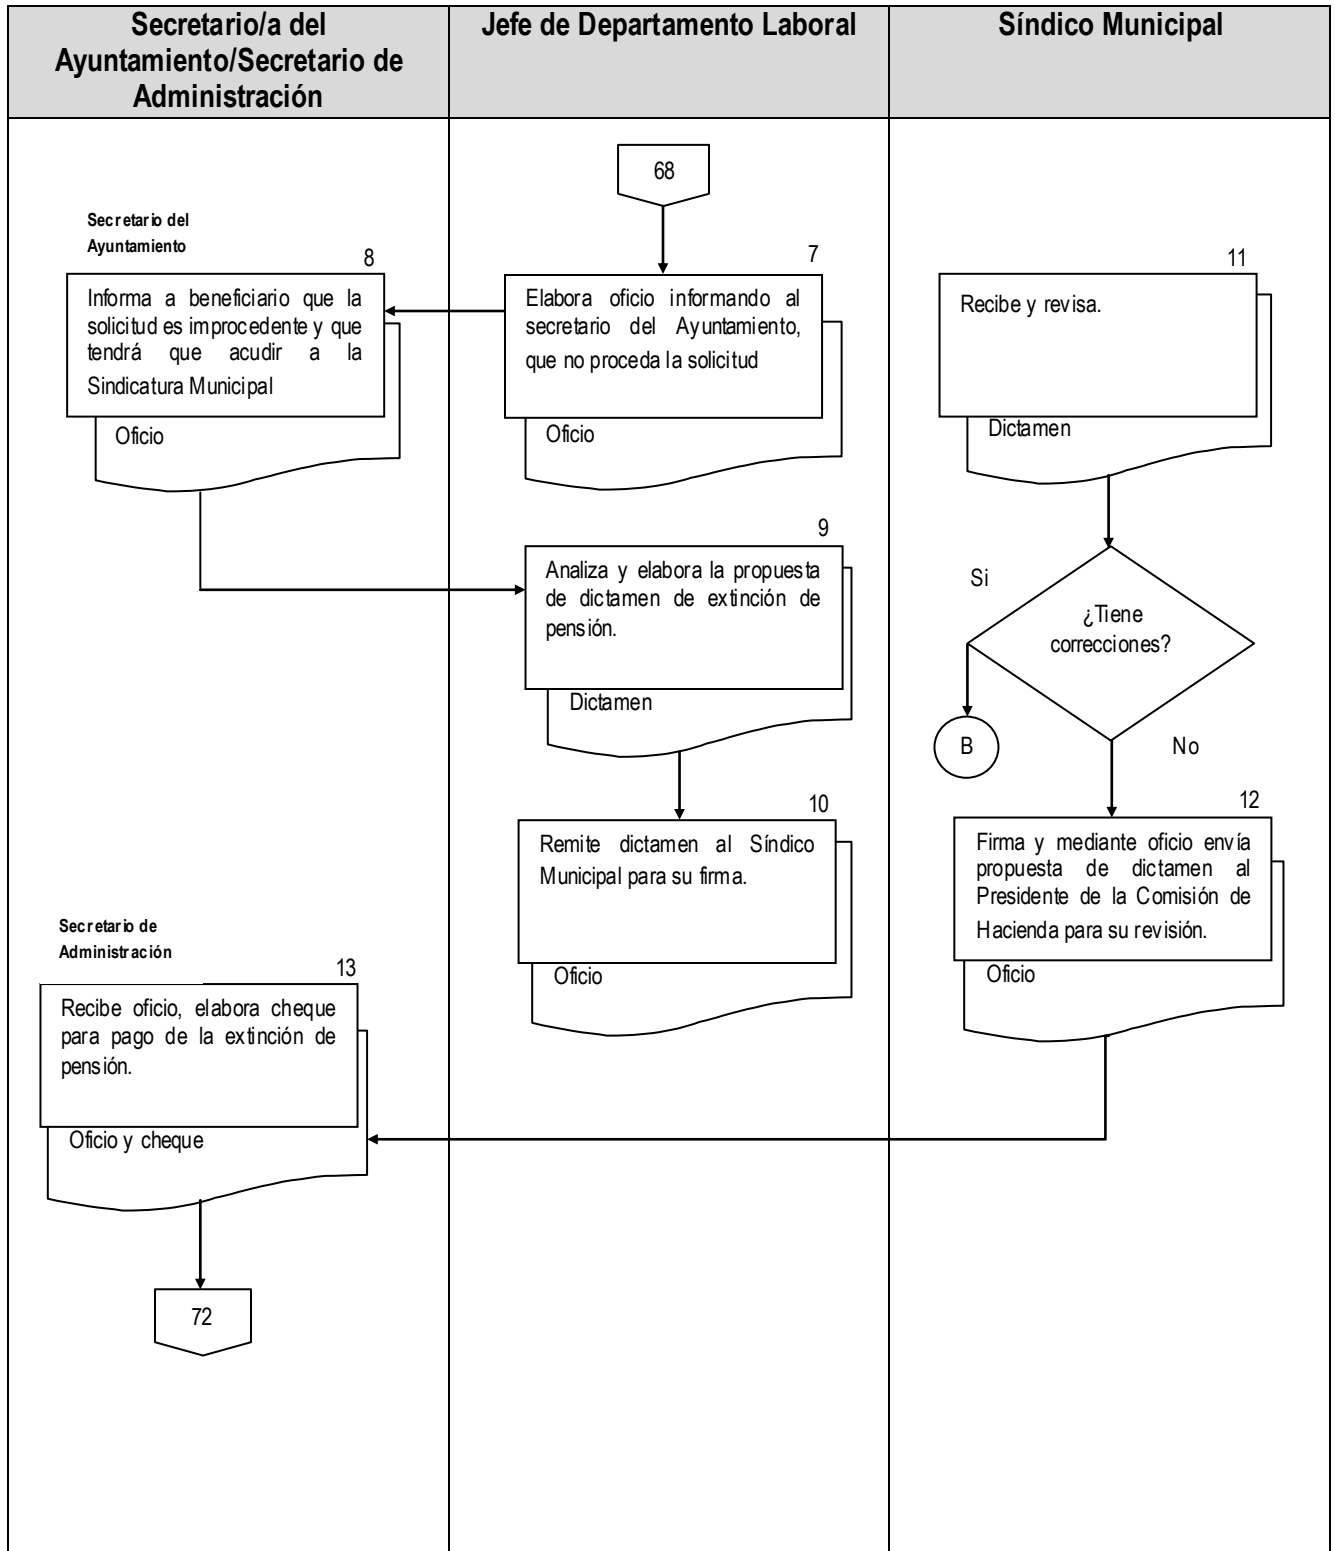 Secretario/a del
Ayuntamiento/Secretario de
Administración
Jefe de Departamento Laboral
Síndico Municipal
68
Secretario del
Ayuntamiento
8
Informa a beneficiario que la
solicitud es improcedente y que
tendrá que acudir a la
Sindicatura Municipal
Oficio
7
Elabora oficio informando al
secretario del Ayuntamiento,
que no proceda la solicitud
Oficio
11
Recibe y revisa.
Dictamen
9
Analiza y elabora la propuesta
de dictamen de extinción de
pensión.
Dictamen
Si
¿Tiene
correcciones?
B
No
10
Remite dictamen al Síndico
Municipal para su firma.
Oficio
12
Firma y mediante oficio envía
propuesta de dictamen al
Presidente de la Comisión de
Hacienda para su revisión.
Oficio
Secretario de
Administración
13
Recibe oficio, elabora cheque
para pago de la extinción de
pensión.
Oficio y cheque
72